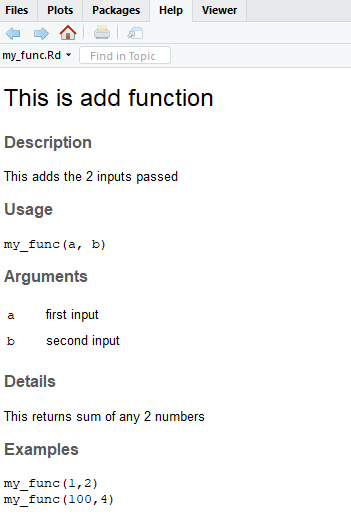 Files Plots Packages Help Viewer
my_func.Rd Find in Topic
This is add function
Description
This adds the 2 inputs passed
Usage
my_func(a, b)
Arguments
a first input
b second input
Details
This returns sum of any 2 numbers
Examples
my_func(1,2)
my_func(100,4)